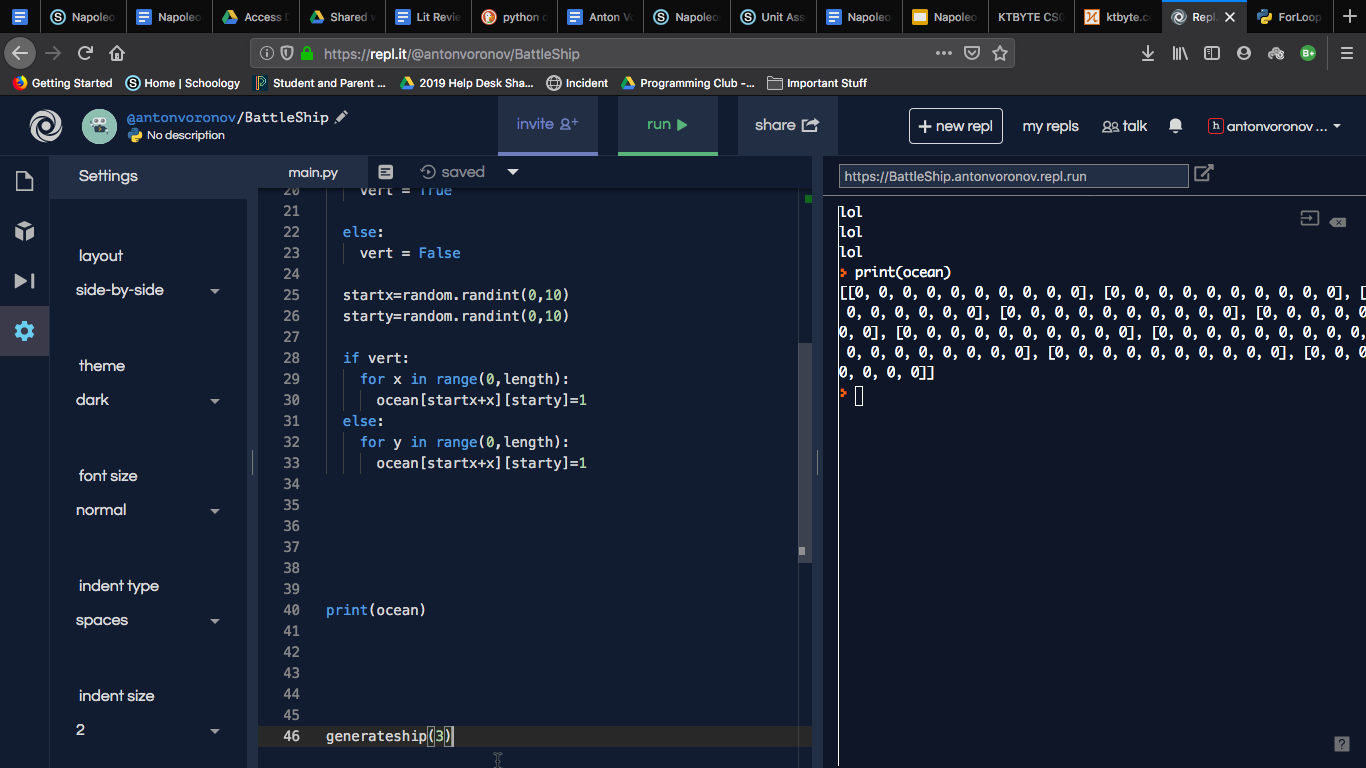 Napoleo
Napoleo
Access D
Shared w
Lit Revie
python c
Anton Vo
Napoleo
Unit Ass
Napoleo
Napoleo
KTBYTE CSC
ktbyte.co
Repl.
ForLoop
https://repl.it/@antonvoronov/BattleShip
Getting Started
Home | Schoology
Student and Parent ...
2019 Help Desk Sha...
Incident
Programming Club -...
Important Stuff
@antonvoronov/BattleShip
No description
invite
run
share
+ new repl
my repls
talk
h antonvoronov ...
Settings
main.py
saved
https://BattleShip.antonvoronov.repl.run
layout
side-by-side
theme
dark
font size
normal
indent type
spaces
indent size
2
20 vert = True
21
22 else:
23 vert = False
24
25 startx=random.randint(0,10)
26 starty=random.randint(0,10)
27
28 if vert:
29 for x in range(0,length):
30 ocean[startx+x][starty]=1
31 else:
32 for y in range(0,length):
33 ocean[startx+x][starty]=1
34
35
36
37
38
39
40 print(ocean)
41
42
43
44
45
46 generateship(3)
lol
lol
lol
print(ocean)
[[0, 0, 0, 0, 0, 0, 0, 0, 0, 0], [0, 0, 0, 0, 0, 0, 0, 0, 0, 0], [
0, 0, 0, 0, 0, 0], [0, 0, 0, 0, 0, 0, 0, 0, 0, 0], [0, 0, 0, 0, 0
0, 0], [0, 0, 0, 0, 0, 0, 0, 0, 0, 0], [0, 0, 0, 0, 0, 0, 0, 0, 0,
0, 0, 0, 0, 0, 0, 0, 0], [0, 0, 0, 0, 0, 0, 0, 0, 0, 0], [0, 0, 0
0, 0, 0, 0]]
?